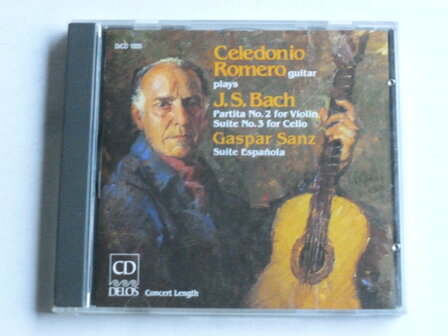 D/CD 1005
Celedonio
Romero guitar
plays
J. S. Bach
Partita No. 2 for Violin
Suite No. 3 for Cello
Gaspar Sanz
Suite Española
CD
DELOS
Concert Length